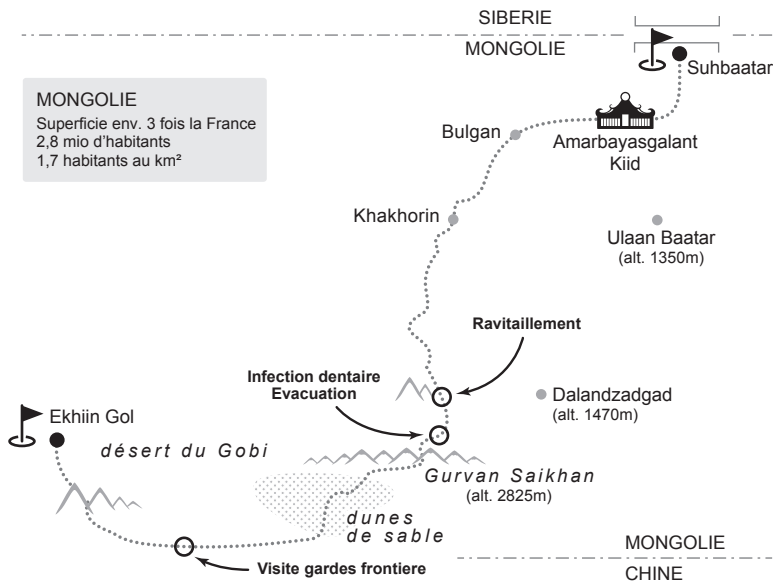 SIBERIE
MONGOLIE
Suhbaatar
MONGOLIE
Superficie env. 3 fois la France
2,8 mio d'habitants
1,7 habitants au km²
Bulgan
Amarbayasgalant
Kiid
Khakhorin
Ulaan Baatar
(alt. 1350m)
Ravitaillement
Infection dentaire
Evacuation
Dalandzadgad
(alt. 1470m)
Ekhiin Gol
désert du Gobi
Gurvan Saikhan
(alt. 2825m)
dunes
de sable
Visite gardes frontiere
MONGOLIE
CHINE